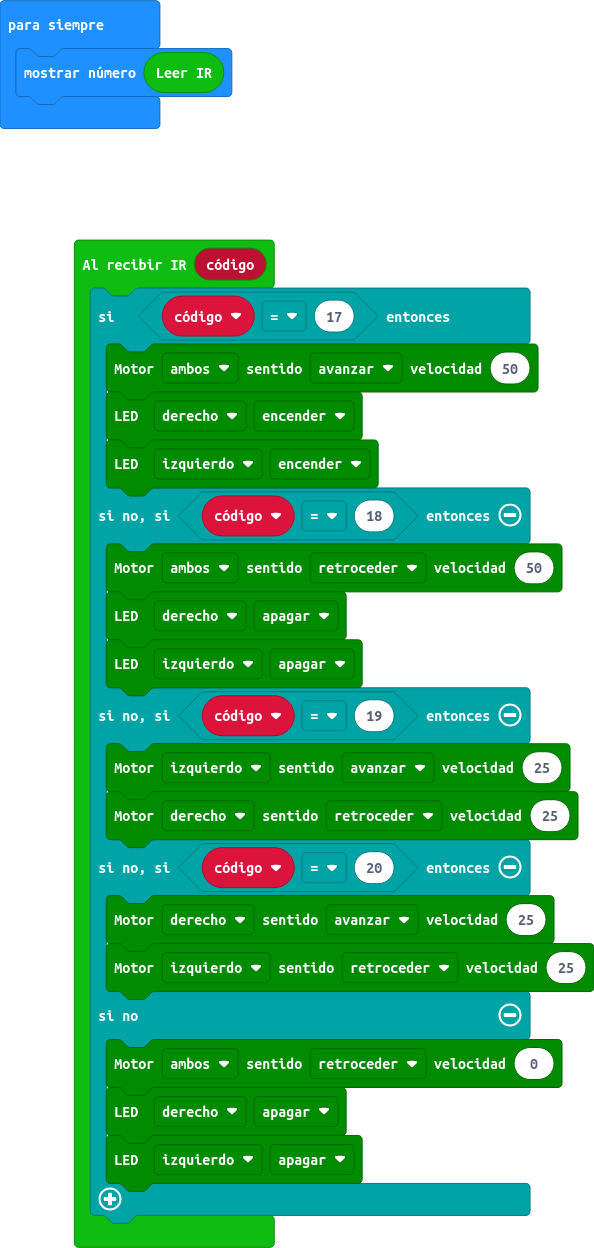 para siempre
mostrar número Leer IR
Al recibir IR código
si código = 17 entonces
Motor ambos sentido avanzar velocidad 50
LED derecho encender
LED izquierdo encender
si no, si código = 18 entonces
Motor ambos sentido retroceder velocidad 50
LED derecho apagar
LED izquierdo apagar
si no, si código = 19 entonces
Motor izquierdo sentido avanzar velocidad 25
Motor derecho sentido retroceder velocidad 25
si no, si código = 20 entonces
Motor derecho sentido avanzar velocidad 25
Motor izquierdo sentido retroceder velocidad 25
si no
Motor ambos sentido retroceder velocidad 0
LED derecho apagar
LED izquierdo apagar